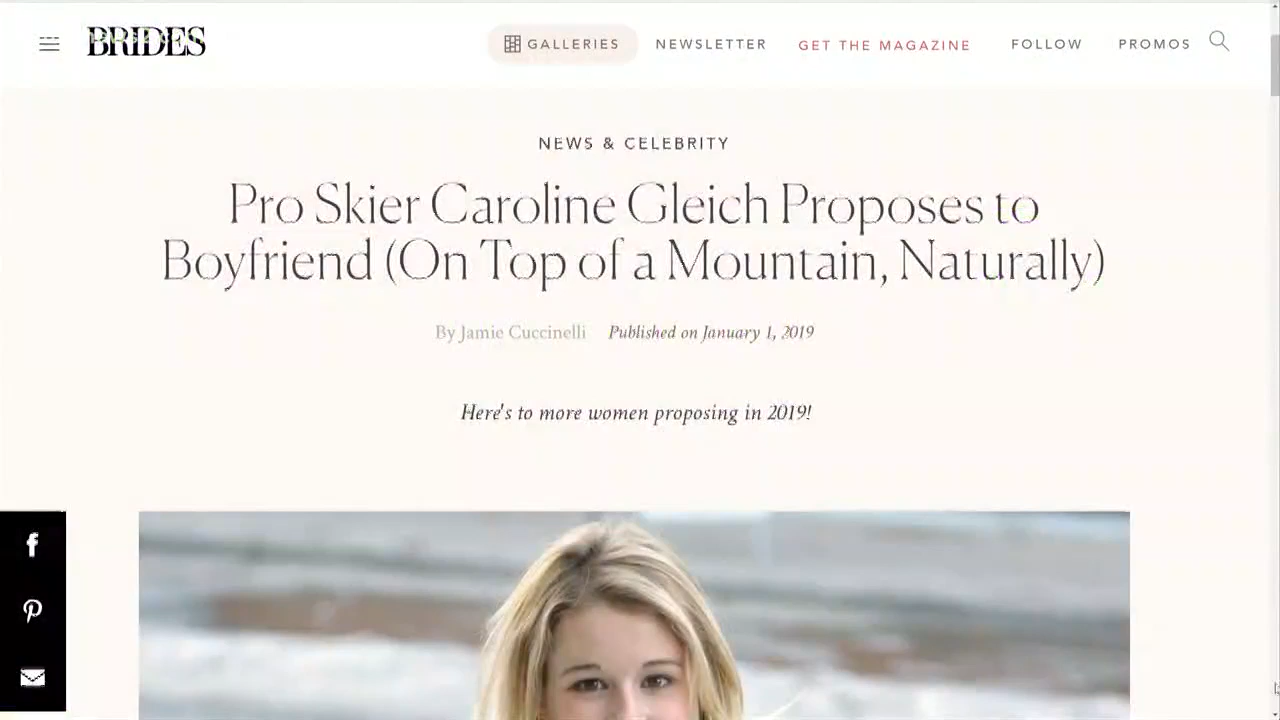 BRIDES
GALLERIES
NEWSLETTER
GET THE MAGAZINE
FOLLOW
PROMOS
NEWS & CELEBRITY
Pro Skier Caroline Gleich Proposes to
Boyfriend (On Top of a Mountain, Naturally)
By Jamie Cuccinelli Published on January 1, 2019
Here's to more women proposing in 2019!